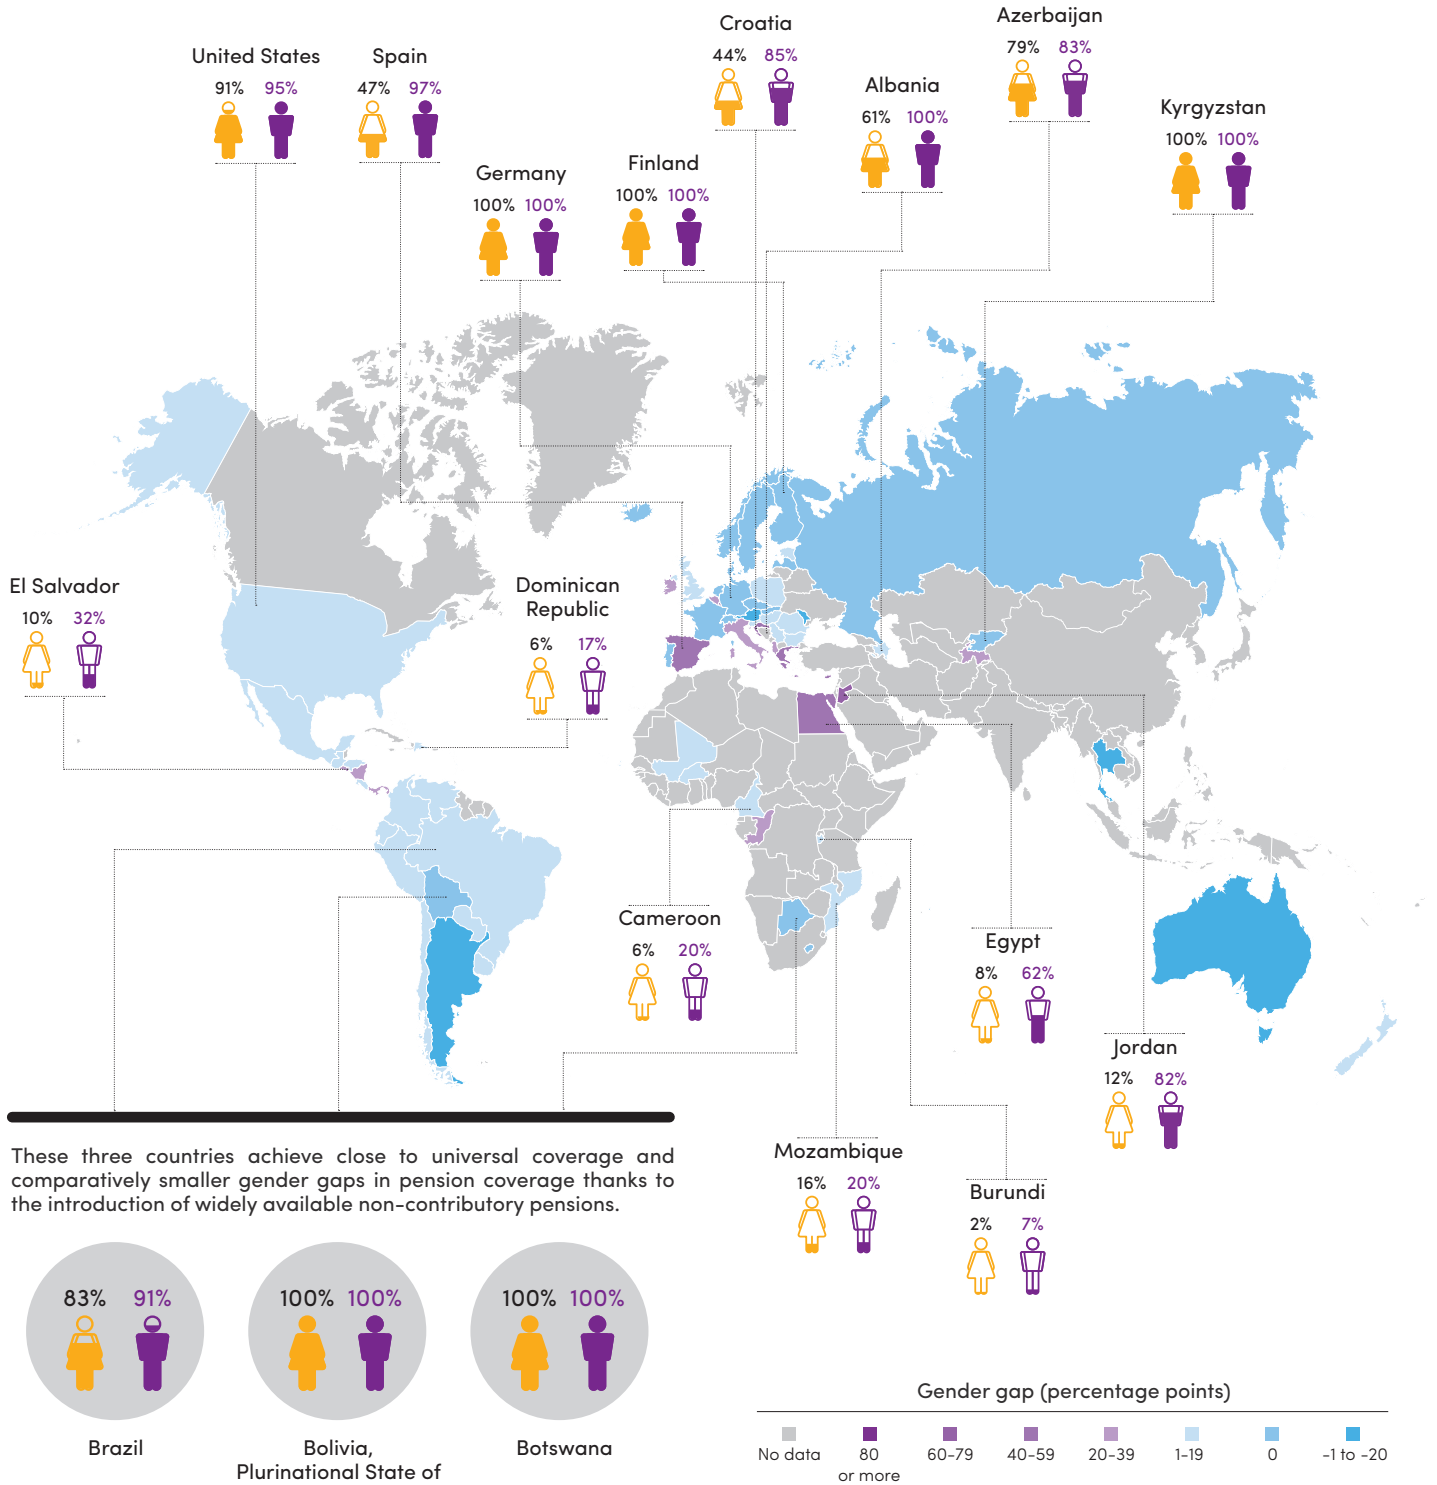 Croatia
44% 85%
Azerbaijan
79% 83%
United States
91% 95%
Spain
47% 97%
Albania
61% 100%
Kyrgyzstan
100% 100%
Germany
100% 100%
Finland
100% 100%
El Salvador
10% 32%
Dominican
Republic
6% 17%
Cameroon
6% 20%
Egypt
8% 62%
Jordan
12% 82%
Mozambique
16% 20%
Burundi
2% 7%
These three countries achieve close to universal coverage and
comparatively smaller gender gaps in pension coverage thanks to
the introduction of widely available non-contributory pensions.
83% 91%
Brazil
100% 100%
Bolivia,
Plurinational State of
100% 100%
Botswana
Gender gap (percentage points)
No data
80
or more
60-79
40-59
20-39
1-19
0
-1 to -20